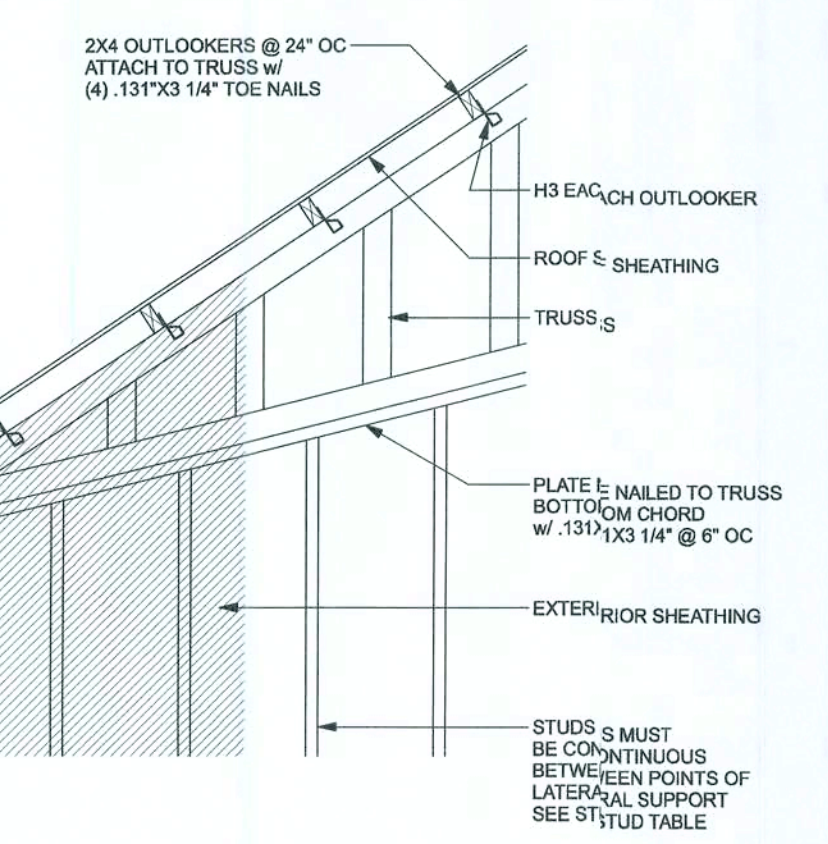 2X4 OUTLOOKERS @ 24" OC
ATTACH TO TRUSS w/
(4) .131"X3 1/4" TOE NAILS
H3 EACH OUTLOOKER
ROOF SHEATHING
TRUSS
PLATE NAILED TO TRUSS
BOTTOM CHORD
w/ .131X3 1/4" @ 6" OC
EXTERIOR SHEATHING
STUDS MUST
BE CONTINUOUS
BETWEEN POINTS OF
LATERAL SUPPORT
SEE STUD TABLE